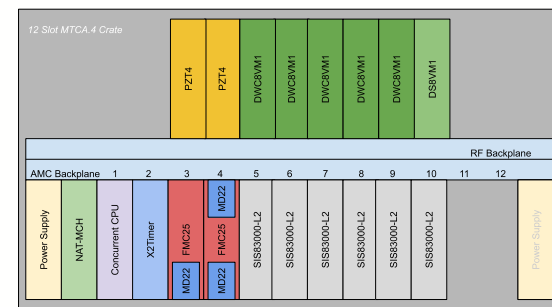 12 Slot MTCA.4 Crate
PZT4
PZT4
DWC8VM1
DWC8VM1
DWC8VM1
DWC8VM1
DWC8VM1
DS8VM1
RF Backplane
AMC Backplane 1 2 3 4 5 6 7 8 9 10 11 12
Power Supply
NAT-MCH
Concurrent CPU
X2Timer
FMC25
MD22
MD22
FMC25
MD22
SIS83000-L2
SIS83000-L2
SIS83000-L2
SIS83000-L2
SIS83000-L2
SIS83000-L2
Power Supply